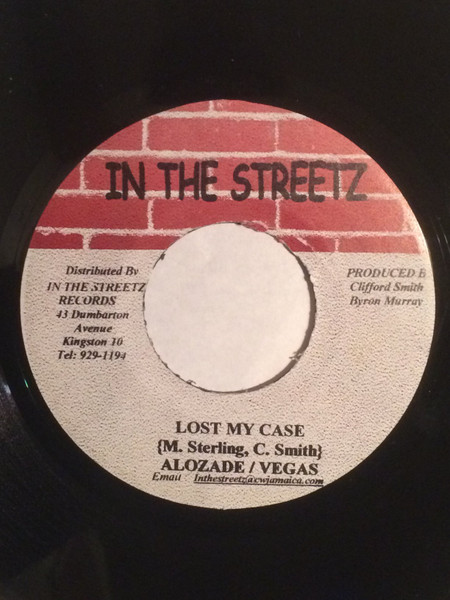 IN THE STREETZ
Distributed By
IN THE STREETZ
RECORDS
43 Dumbarton
Avenue
Kingston 10
Tel: 929-1194
PRODUCED B
Clifford Smith
Byron Murray
LOST MY CASE
{M. Sterling, C. Smith}
ALOZADE / VEGAS
Email Inthestreetz@cwjamaica.com